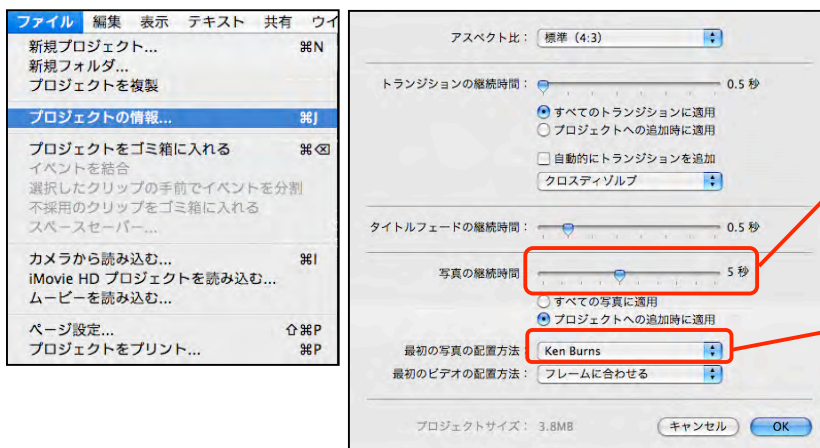 ファイル 編集 表示 テキスト 共有 ウイ
新規プロジェクト... ⌘N
新規フォルダ...
プロジェクトを複製
プロジェクトの情報... ⌘J
プロジェクトをゴミ箱に入れる ⌘⌫
イベントを結合
選択したクリップの手前でイベントを分割
不採用のクリップをゴミ箱に入れる
スペースセーバー...
カメラから読み込む... ⌘I
iMovie HD プロジェクトを読み込む...
ムービーを読み込む...
ページ設定... ⇧⌘P
プロジェクトをプリント... ⌘P
アスペクト比： 標準 (4:3)
トランジションの継続時間： 0.5 秒
すべてのトランジションに適用
プロジェクトへの追加時に適用
自動的にトランジションを追加
クロスディゾルブ
タイトルフェードの継続時間： 0.5 秒
写真の継続時間 5 秒
すべての写真に適用
プロジェクトへの追加時に適用
最初の写真の配置方法： Ken Burns
最初のビデオの配置方法： フレームに合わせる
プロジェクトサイズ： 3.8MB キャンセル OK